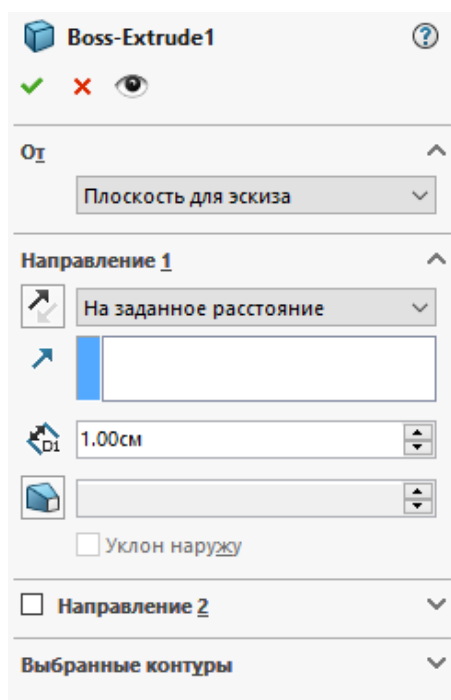 Boss-Extrude1
От
Плоскость для эскиза
Направление 1
На заданное расстояние
D1
1.00см
Уклон наружу
Направление 2
Выбранные контуры